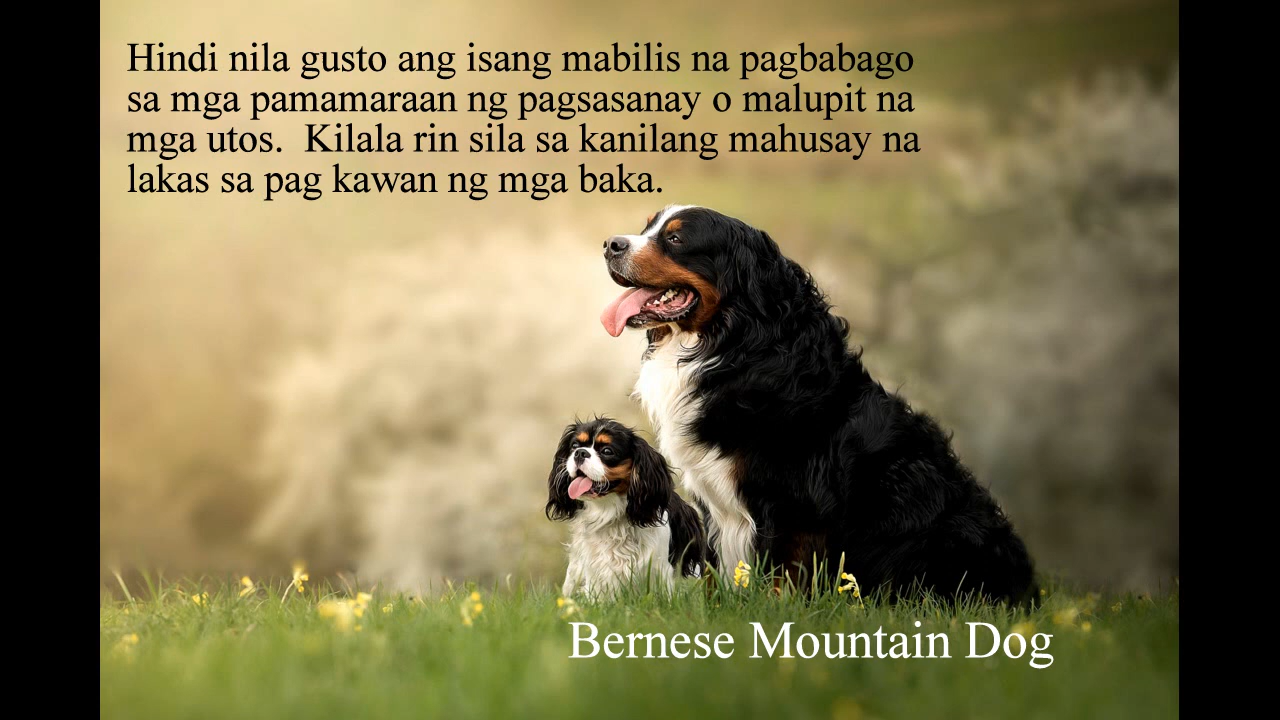 Hindi nila gusto ang isang mabilis na pagbabago
sa mga pamamaraan ng pagsasanay o malupit na
mga utos.  Kilala rin sila sa kanilang mahusay na
lakas sa pag kawan ng mga baka.
Bernese Mountain Dog